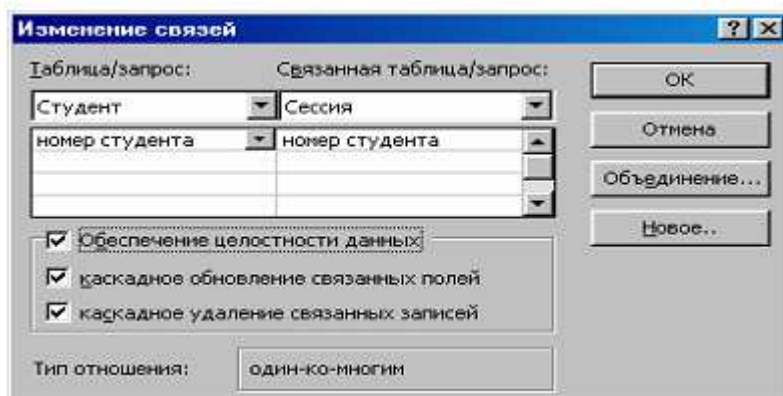 Изменение связей
Таблица/запрос: Связанная таблица/запрос:
Студент Сессия
номер студента номер студента
Обеспечение целостности данных
каскадное обновление связанных полей
каскадное удаление связанных записей
Тип отношения: один-ко-многим
ОК
Отмена
Объединение...
Новое..